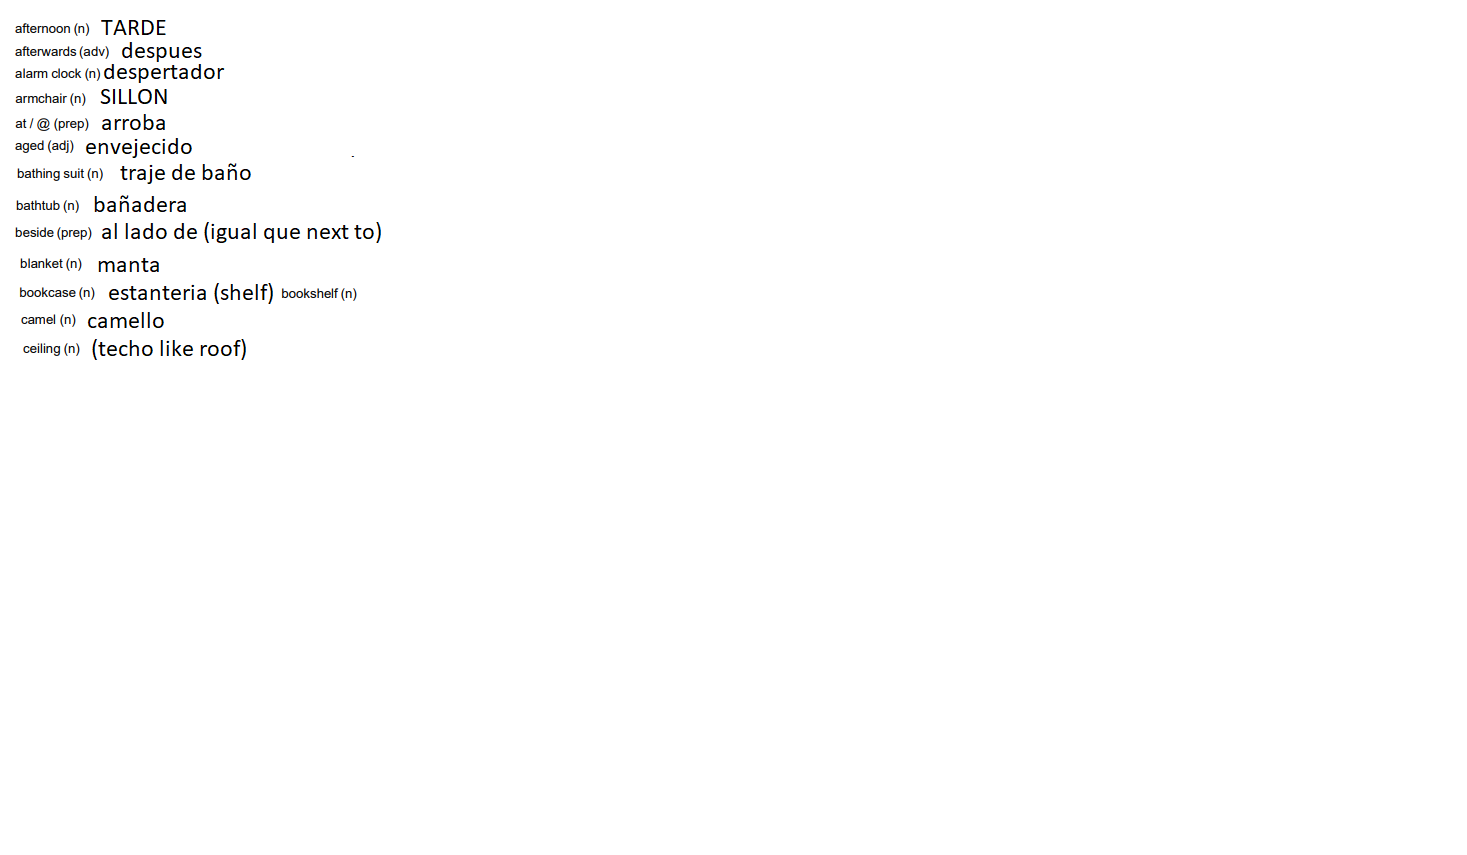 afternoon (n) TARDE
afterwards (adv) despues
alarm clock (n) despertador
armchair (n) SILLON
at / @ (prep) arroba
aged (adj) envejecido
bathing suit (n) traje de baño
bathtub (n) bañadera
beside (prep) al lado de (igual que next to)
blanket (n) manta
bookcase (n) estanteria (shelf) bookshelf (n)
camel (n) camello
ceiling (n) (techo like roof)